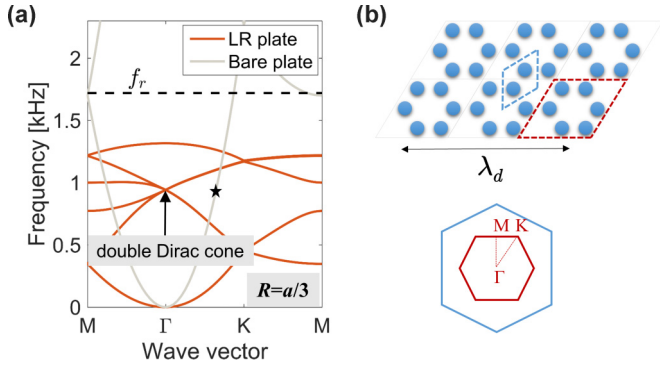 (a)
LR plate
Bare plate
f_r
Frequency [kHz]
2
1.5
1
0.5
0
double Dirac cone
R=a/3
M Γ K M
Wave vector
(b)
λ_d
M K
Γ